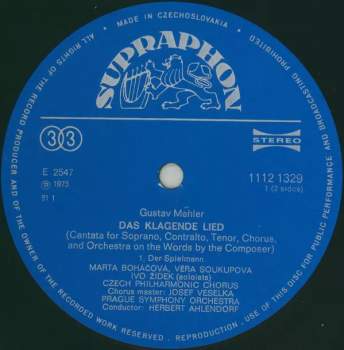 MADE IN CZECHOSLOVAKIA
ALL RIGHTS OF THE RECORD PRODUCER AND OF THE OWNER OF THE RECORDED WORK RESERVED. REPRODUCTION - USE OF THIS DISC FOR PUBLIC PERFORMANCE AND BROADCASTING PROHIBITED
SUPRAPHON
33
STEREO
E 2547
Ⓟ 1973
1112 1329
1 (2 sides)
Gustav Mahler
DAS KLAGENDE LIED
(Cantata for Soprano, Contralto, Tenor, Chorus,
and Orchestra on the Words by the Composer)
1. Der Spielmann
MARTA BOHÁČOVÁ, VĚRA SOUKUPOVÁ
IVO ŽÍDEK (soloists)
CZECH PHILHARMONIC CHORUS
Chorus master: JOSEF VESELKA
PRAGUE SYMPHONY ORCHESTRA
Conductor: HERBERT AHLENDORF